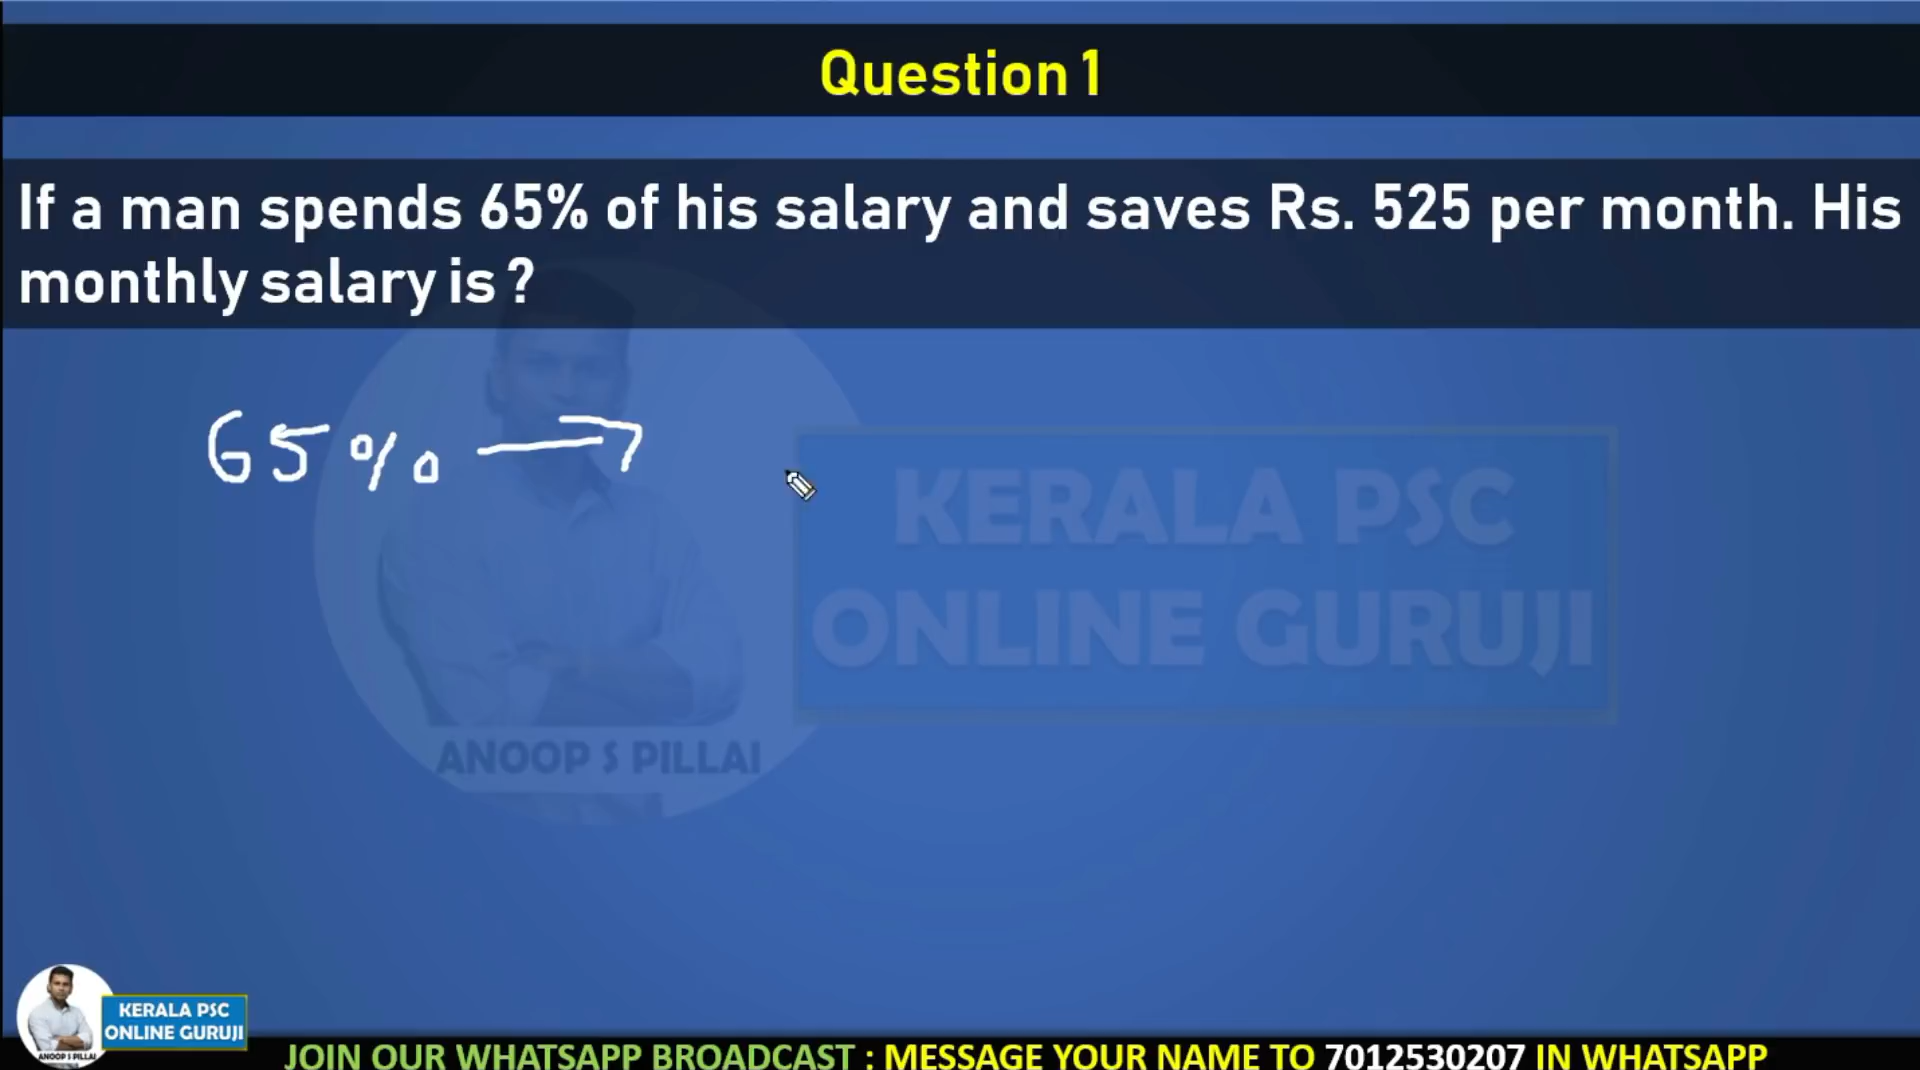 Question 1
If a man spends 65% of his salary and saves Rs. 525 per month. His
monthly salary is ?
65% →
KERALA PSC
ONLINE GURUJI
ANOOP S PILLAI
KERALA PSC
ONLINE GURUJI
ANOOP S PILLAI
JOIN OUR WHATSAPP BROADCAST : MESSAGE YOUR NAME TO 7012530207 IN WHATSAPP